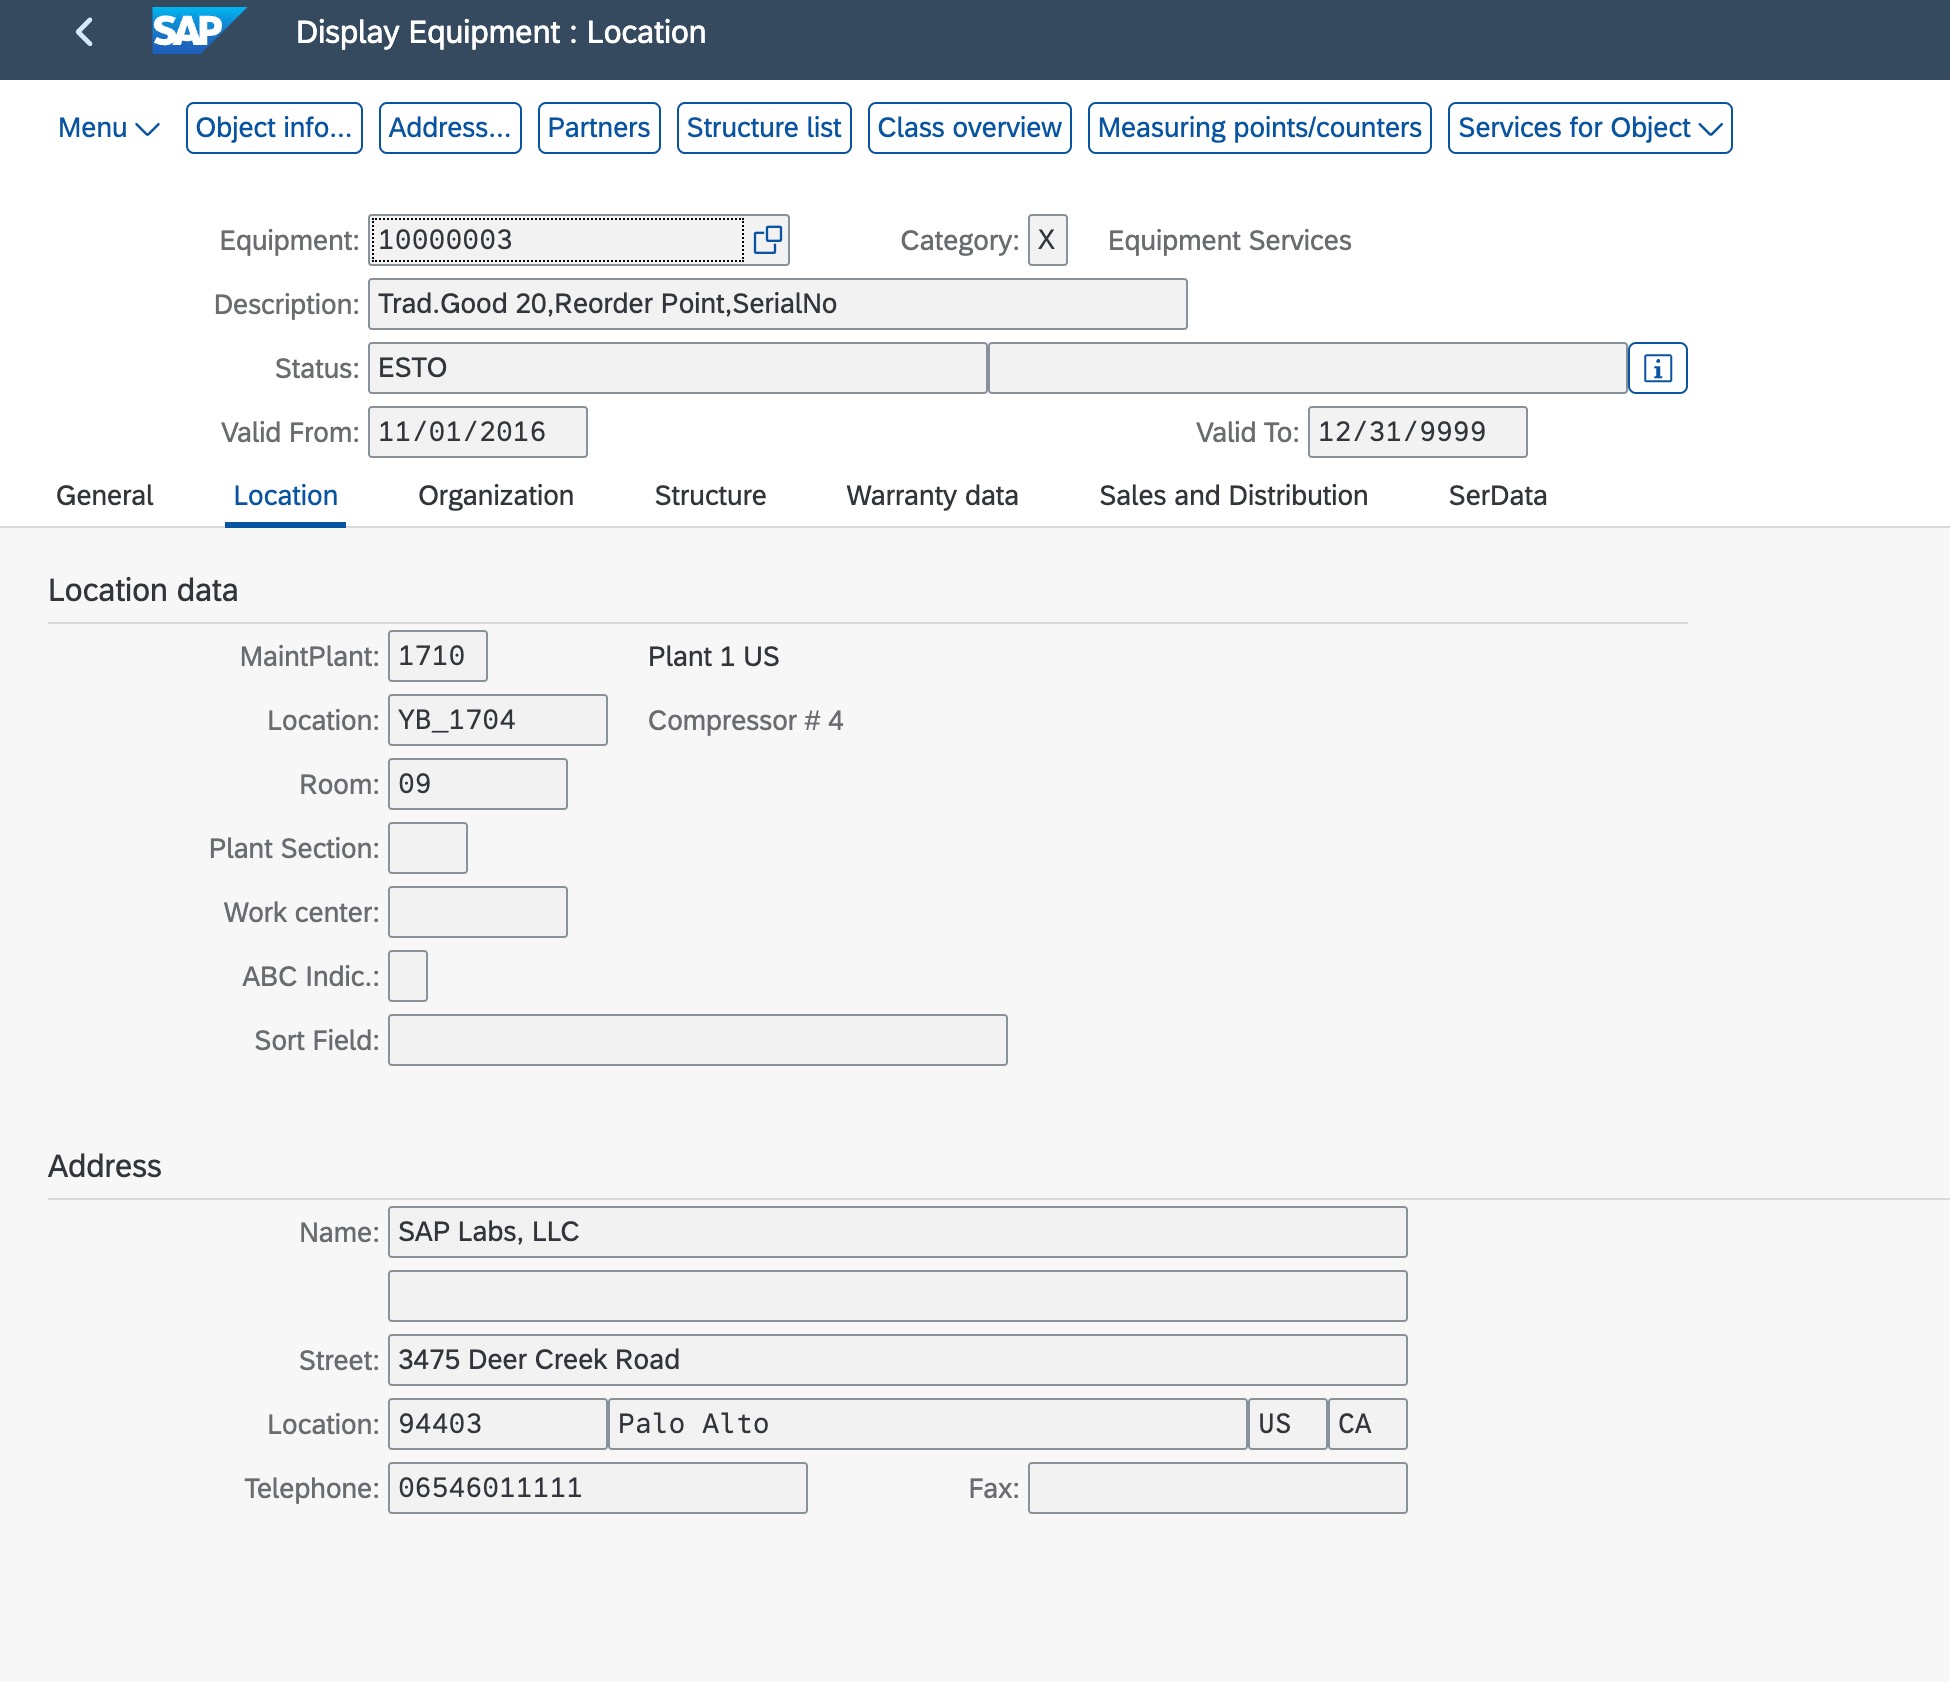 SAP Display Equipment : Location
Menu Object info... Address... Partners Structure list Class overview Measuring points/counters Services for Object
Equipment: 10000003 Category: X Equipment Services
Description: Trad.Good 20,Reorder Point,SerialNo
Status: ESTO
Valid From: 11/01/2016 Valid To: 12/31/9999
General Location Organization Structure Warranty data Sales and Distribution SerData
Location data
MaintPlant: 1710 Plant 1 US
Location: YB_1704 Compressor # 4
Room: 09
Plant Section:
Work center:
ABC Indic.:
Sort Field:
Address
Name: SAP Labs, LLC
Street: 3475 Deer Creek Road
Location: 94403 Palo Alto US CA
Telephone: 06546011111 Fax: